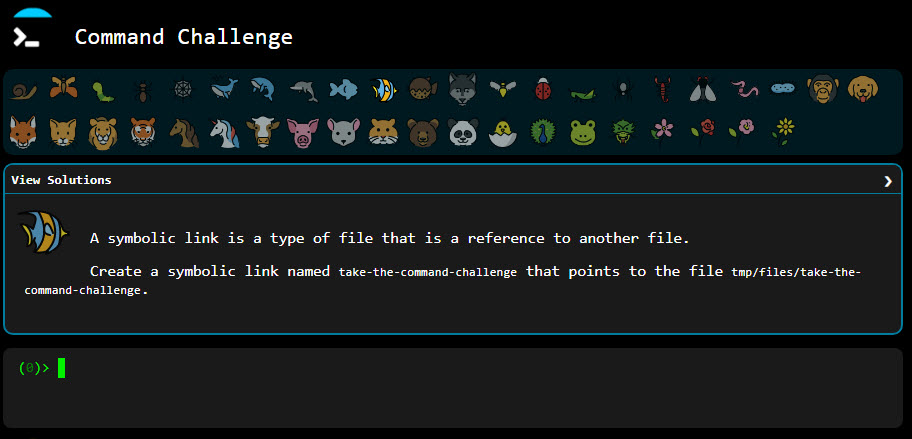 Command Challenge
View Solutions
A symbolic link is a type of file that is a reference to another file.
Create a symbolic link named take-the-command-challenge that points to the file tmp/files/take-the-
command-challenge.
(0)>